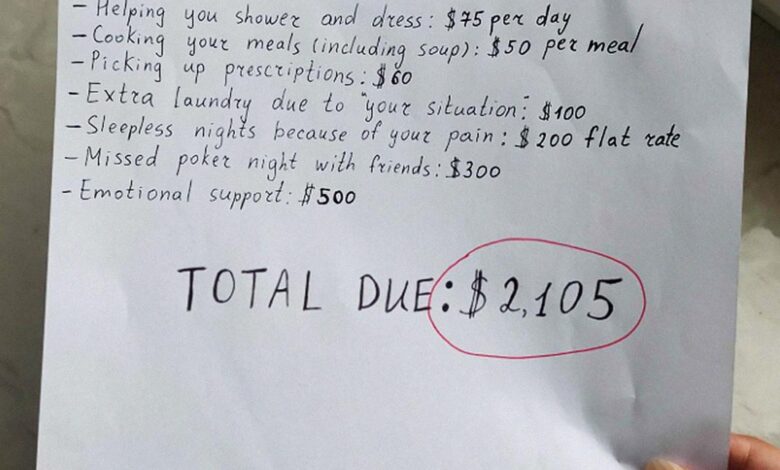 - Helping you shower and dress: $75 per day
- Cooking your meals (including soup): $50 per meal
- Picking up prescriptions: $60
- Extra laundry due to "your situation: $100
- Sleepless nights because of your pain: $200 flat rate
- Missed poker night with friends: $300
- Emotional support: $500
TOTAL DUE: $2,105